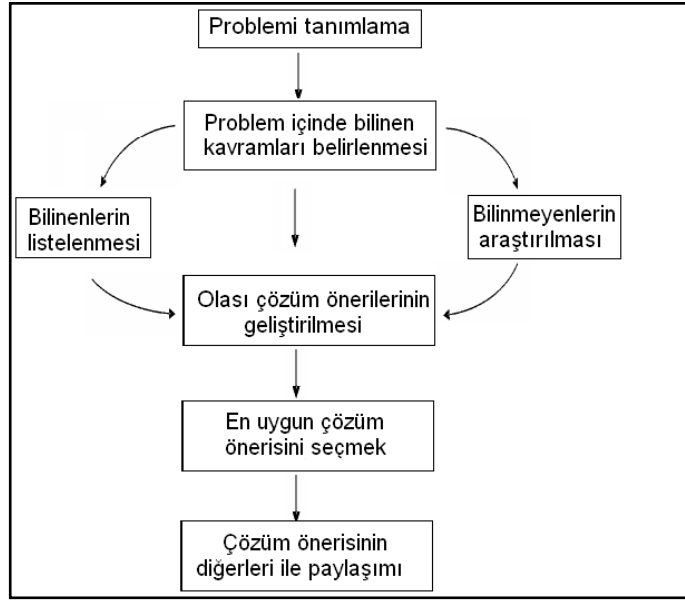 Problemi tanımlama
Problem içinde bilinen
kavramları belirlenmesi
Bilinenlerin
listelenmesi
Bilinmeyenlerin
araştırılması
Olası çözüm önerilerinin
geliştirilmesi
En uygun çözüm
önerisini seçmek
Çözüm önerisinin
diğerleri ile paylaşımı